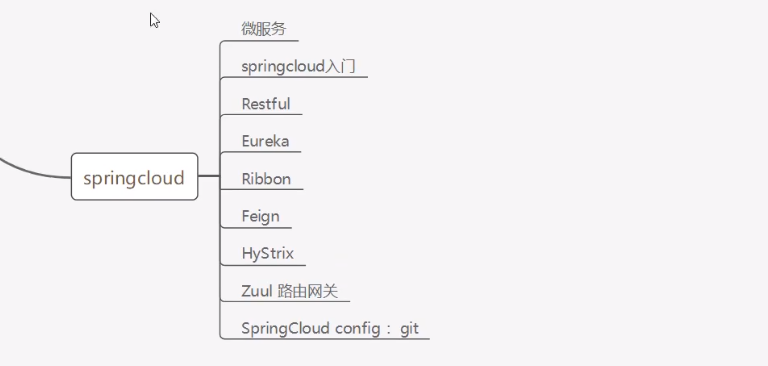 微服务
springcloud入门
Restful
Eureka
springcloud
Ribbon
Feign
HyStrix
Zuul 路由网关
SpringCloud config： git